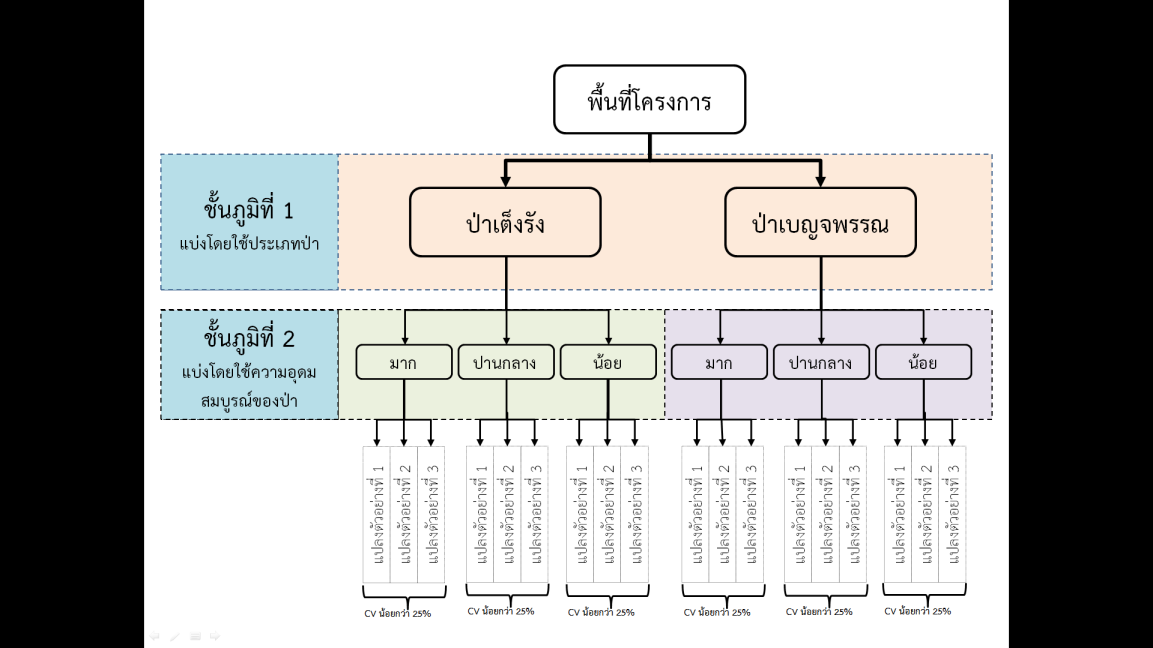 พื้นที่โครงการ
ชั้นภูมิที่ 1
แบ่งโดยใช้ประเภทป่า
ป่าเต็งรัง
ป่าเบญจพรรณ
ชั้นภูมิที่ 2
แบ่งโดยใช้ความอุดม
สมบูรณ์ของป่า
มาก
ปานกลาง
น้อย
มาก
ปานกลาง
น้อย
แปลงตัวอย่างที่ 1
แปลงตัวอย่างที่ 2
แปลงตัวอย่างที่ 3
แปลงตัวอย่างที่ 1
แปลงตัวอย่างที่ 2
แปลงตัวอย่างที่ 3
แปลงตัวอย่างที่ 1
แปลงตัวอย่างที่ 2
แปลงตัวอย่างที่ 3
แปลงตัวอย่างที่ 1
แปลงตัวอย่างที่ 2
แปลงตัวอย่างที่ 3
แปลงตัวอย่างที่ 1
แปลงตัวอย่างที่ 2
แปลงตัวอย่างที่ 3
แปลงตัวอย่างที่ 1
แปลงตัวอย่างที่ 2
แปลงตัวอย่างที่ 3
CV น้อยกว่า 25%
CV น้อยกว่า 25%
CV น้อยกว่า 25%
CV น้อยกว่า 25%
CV น้อยกว่า 25%
CV น้อยกว่า 25%